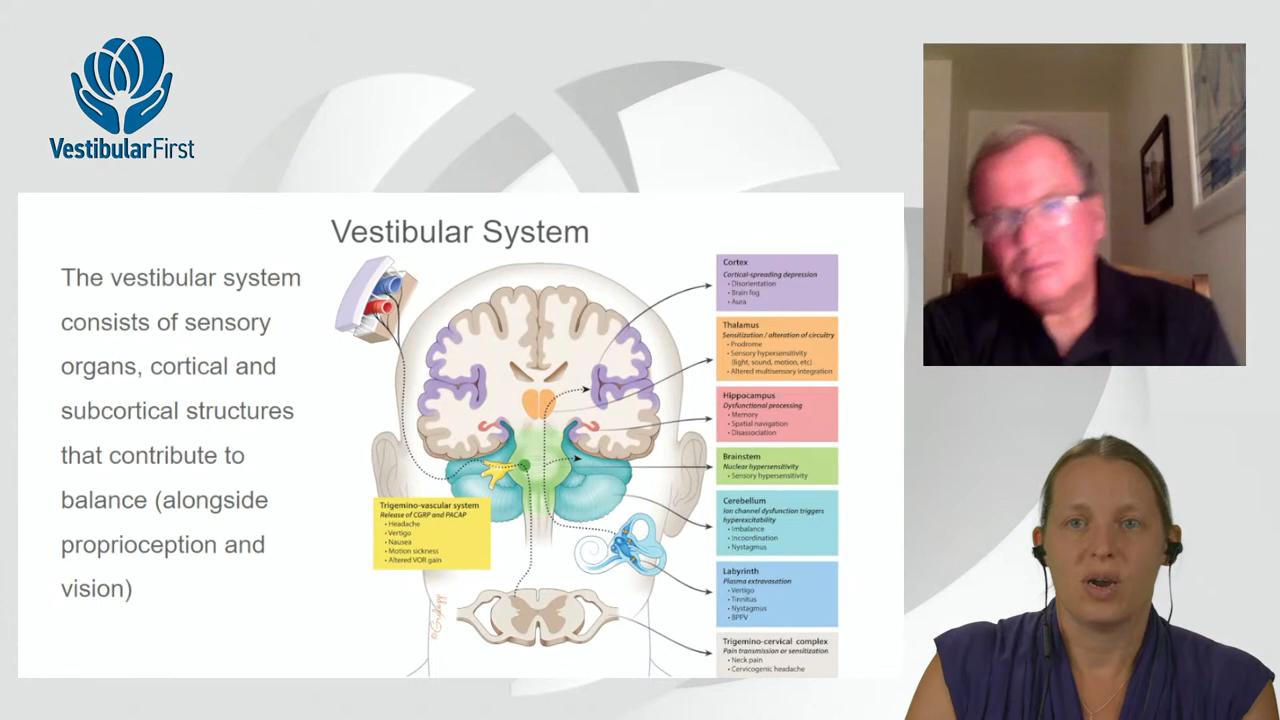 VestibularFirst
Vestibular System
The vestibular system
consists of sensory
organs, cortical and
subcortical structures
that contribute to
balance (alongside
proprioception and
vision)
Cortex
Cortical-spreading depression
• Disorientation
• Brain fog
• Aura
Thalamus
Sensitization / alteration of circuitry
• Prodrome
• Sensory hypersensitivity
(light, sound, motion, etc)
• Altered multisensory integration
Hippocampus
Dysfunctional processing
• Memory
• Spatial navigation
• Disassociation
Brainstem
Nuclear hypersensitivity
• Sensory hypersensitivity
Cerebellum
Ion channel dysfunction triggers
hyperexcitability
• Imbalance
• Incoordination
• Nystagmus
Labyrinth
Plasma extravasation
• Vertigo
• Tinnitus
• Nystagmus
• BPPV
Trigemino-cervical complex
Pain transmission or sensitization
• Neck pain
• Cervicogenic headache
Trigemino-vascular system
Release of CGRP and PACAP
• Headache
• Vertigo
• Nausea
• Motion sickness
• Altered VOR gain